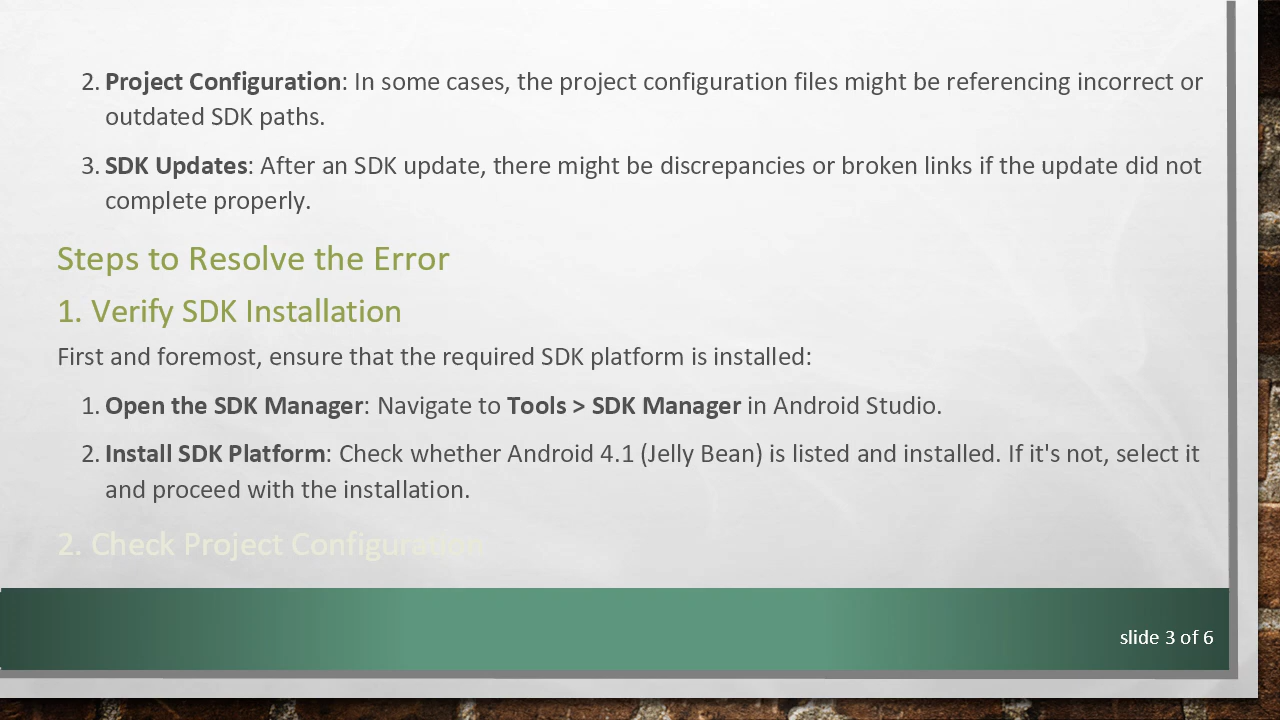 2. Project Configuration: In some cases, the project configuration files might be referencing incorrect or
outdated SDK paths.
3. SDK Updates: After an SDK update, there might be discrepancies or broken links if the update did not
complete properly.
Steps to Resolve the Error
1. Verify SDK Installation
First and foremost, ensure that the required SDK platform is installed:
1. Open the SDK Manager: Navigate to Tools > SDK Manager in Android Studio.
2. Install SDK Platform: Check whether Android 4.1 (Jelly Bean) is listed and installed. If it's not, select it
and proceed with the installation.
2. Check Project Configuration
slide 3 of 6